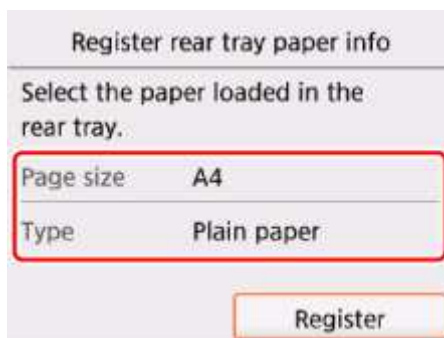 Register rear tray paper info
Select the paper loaded in the
rear tray.
Page size A4
Type Plain paper
Register